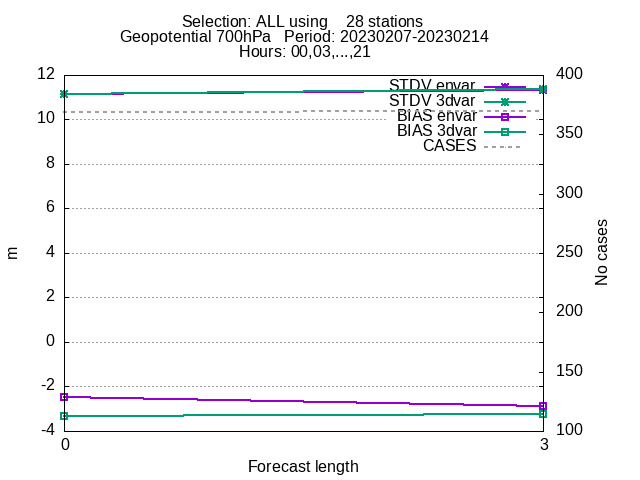 Selection: ALL using    28 stations
Geopotential 700hPa   Period: 20230207-20230214
Hours: 00,03,...,21
12
10
8
6
4
2
0
-2
-4
m
400
350
300
250
200
150
100
No cases
STDV envar
STDV 3dvar
BIAS envar
BIAS 3dvar
CASES
0
3
Forecast length